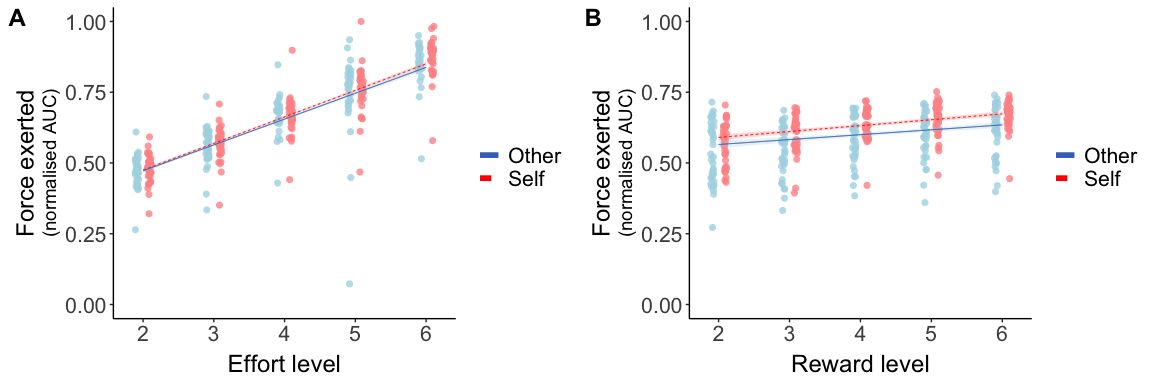 A
Force exerted
(normalised AUC)
1.00
0.75
0.50
0.25
0.00
2 3 4 5 6
Effort level
Other
Self
B
Force exerted
(normalised AUC)
1.00
0.75
0.50
0.25
0.00
2 3 4 5 6
Reward level
Other
Self